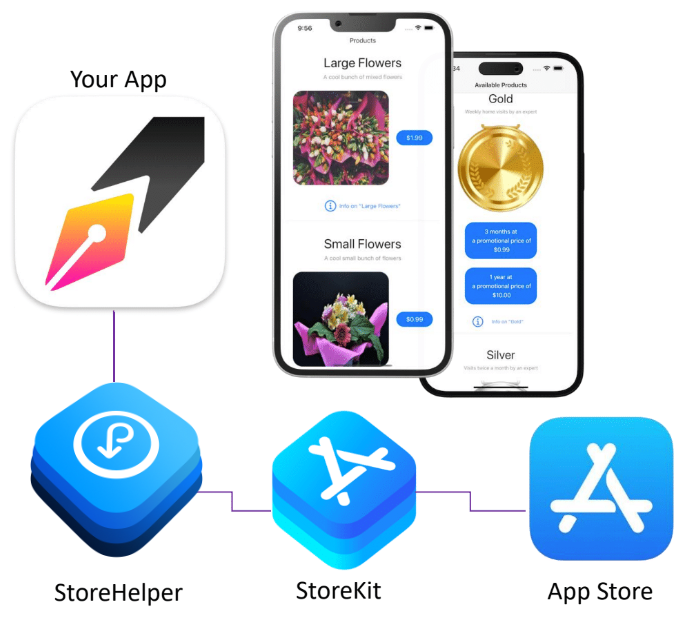 Your App
9:56
Products
Large Flowers
A cool bunch of mixed flowers
$1.99
Info on "Large Flowers"
Small Flowers
A cool small bunch of flowers
$0.99
34
Available Products
Gold
Weekly home visits by an expert
3 months at
a promotional price of
$0.99
1 year at
a promotional price of
$10.00
Info on "Gold"
Silver
Visits twice a month by an expert
StoreHelper
StoreKit
App Store